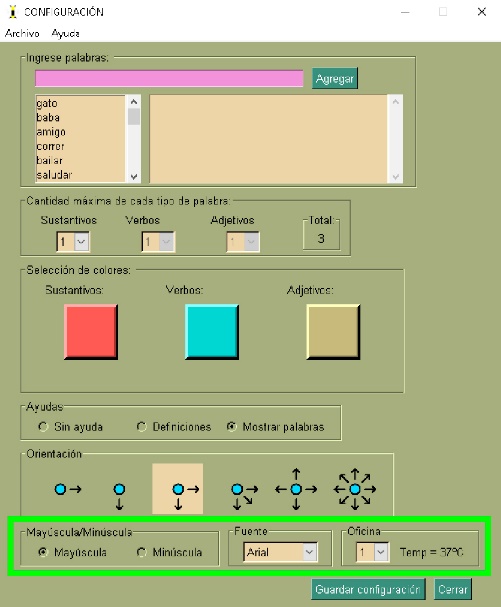 CONFIGURACIÓN
Archivo Ayuda
Ingrese palabras:
Agregar
gato
baba
amigo
correr
bailar
saludar
Cantidad máxima de cada tipo de palabra:
Sustantivos Verbos Adjetivos Total:
1 1 1 3
Selección de colores:
Sustantivos: Verbos: Adjetivos:
Ayudas
Sin ayuda Definiciones Mostrar palabras
Orientación
Mayúscula/Minúscula Fuente Oficina
Mayúscula Minúscula Arial 1 Temp = 37ºC
Guardar configuración Cerrar